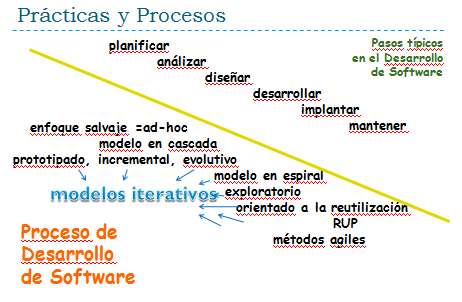 Prácticas y Procesos
planificar
análizar
diseñar
desarrollar
implantar
mantener
Pasos típicos
en el Desarrollo
de Software
enfoque salvaje =ad-hoc
modelo en cascada
prototipado, incremental, evolutivo
modelos iterativos
modelo en espiral
exploratorio
orientado a la reutilización
RUP
métodos agiles
Proceso de
Desarrollo
de Software